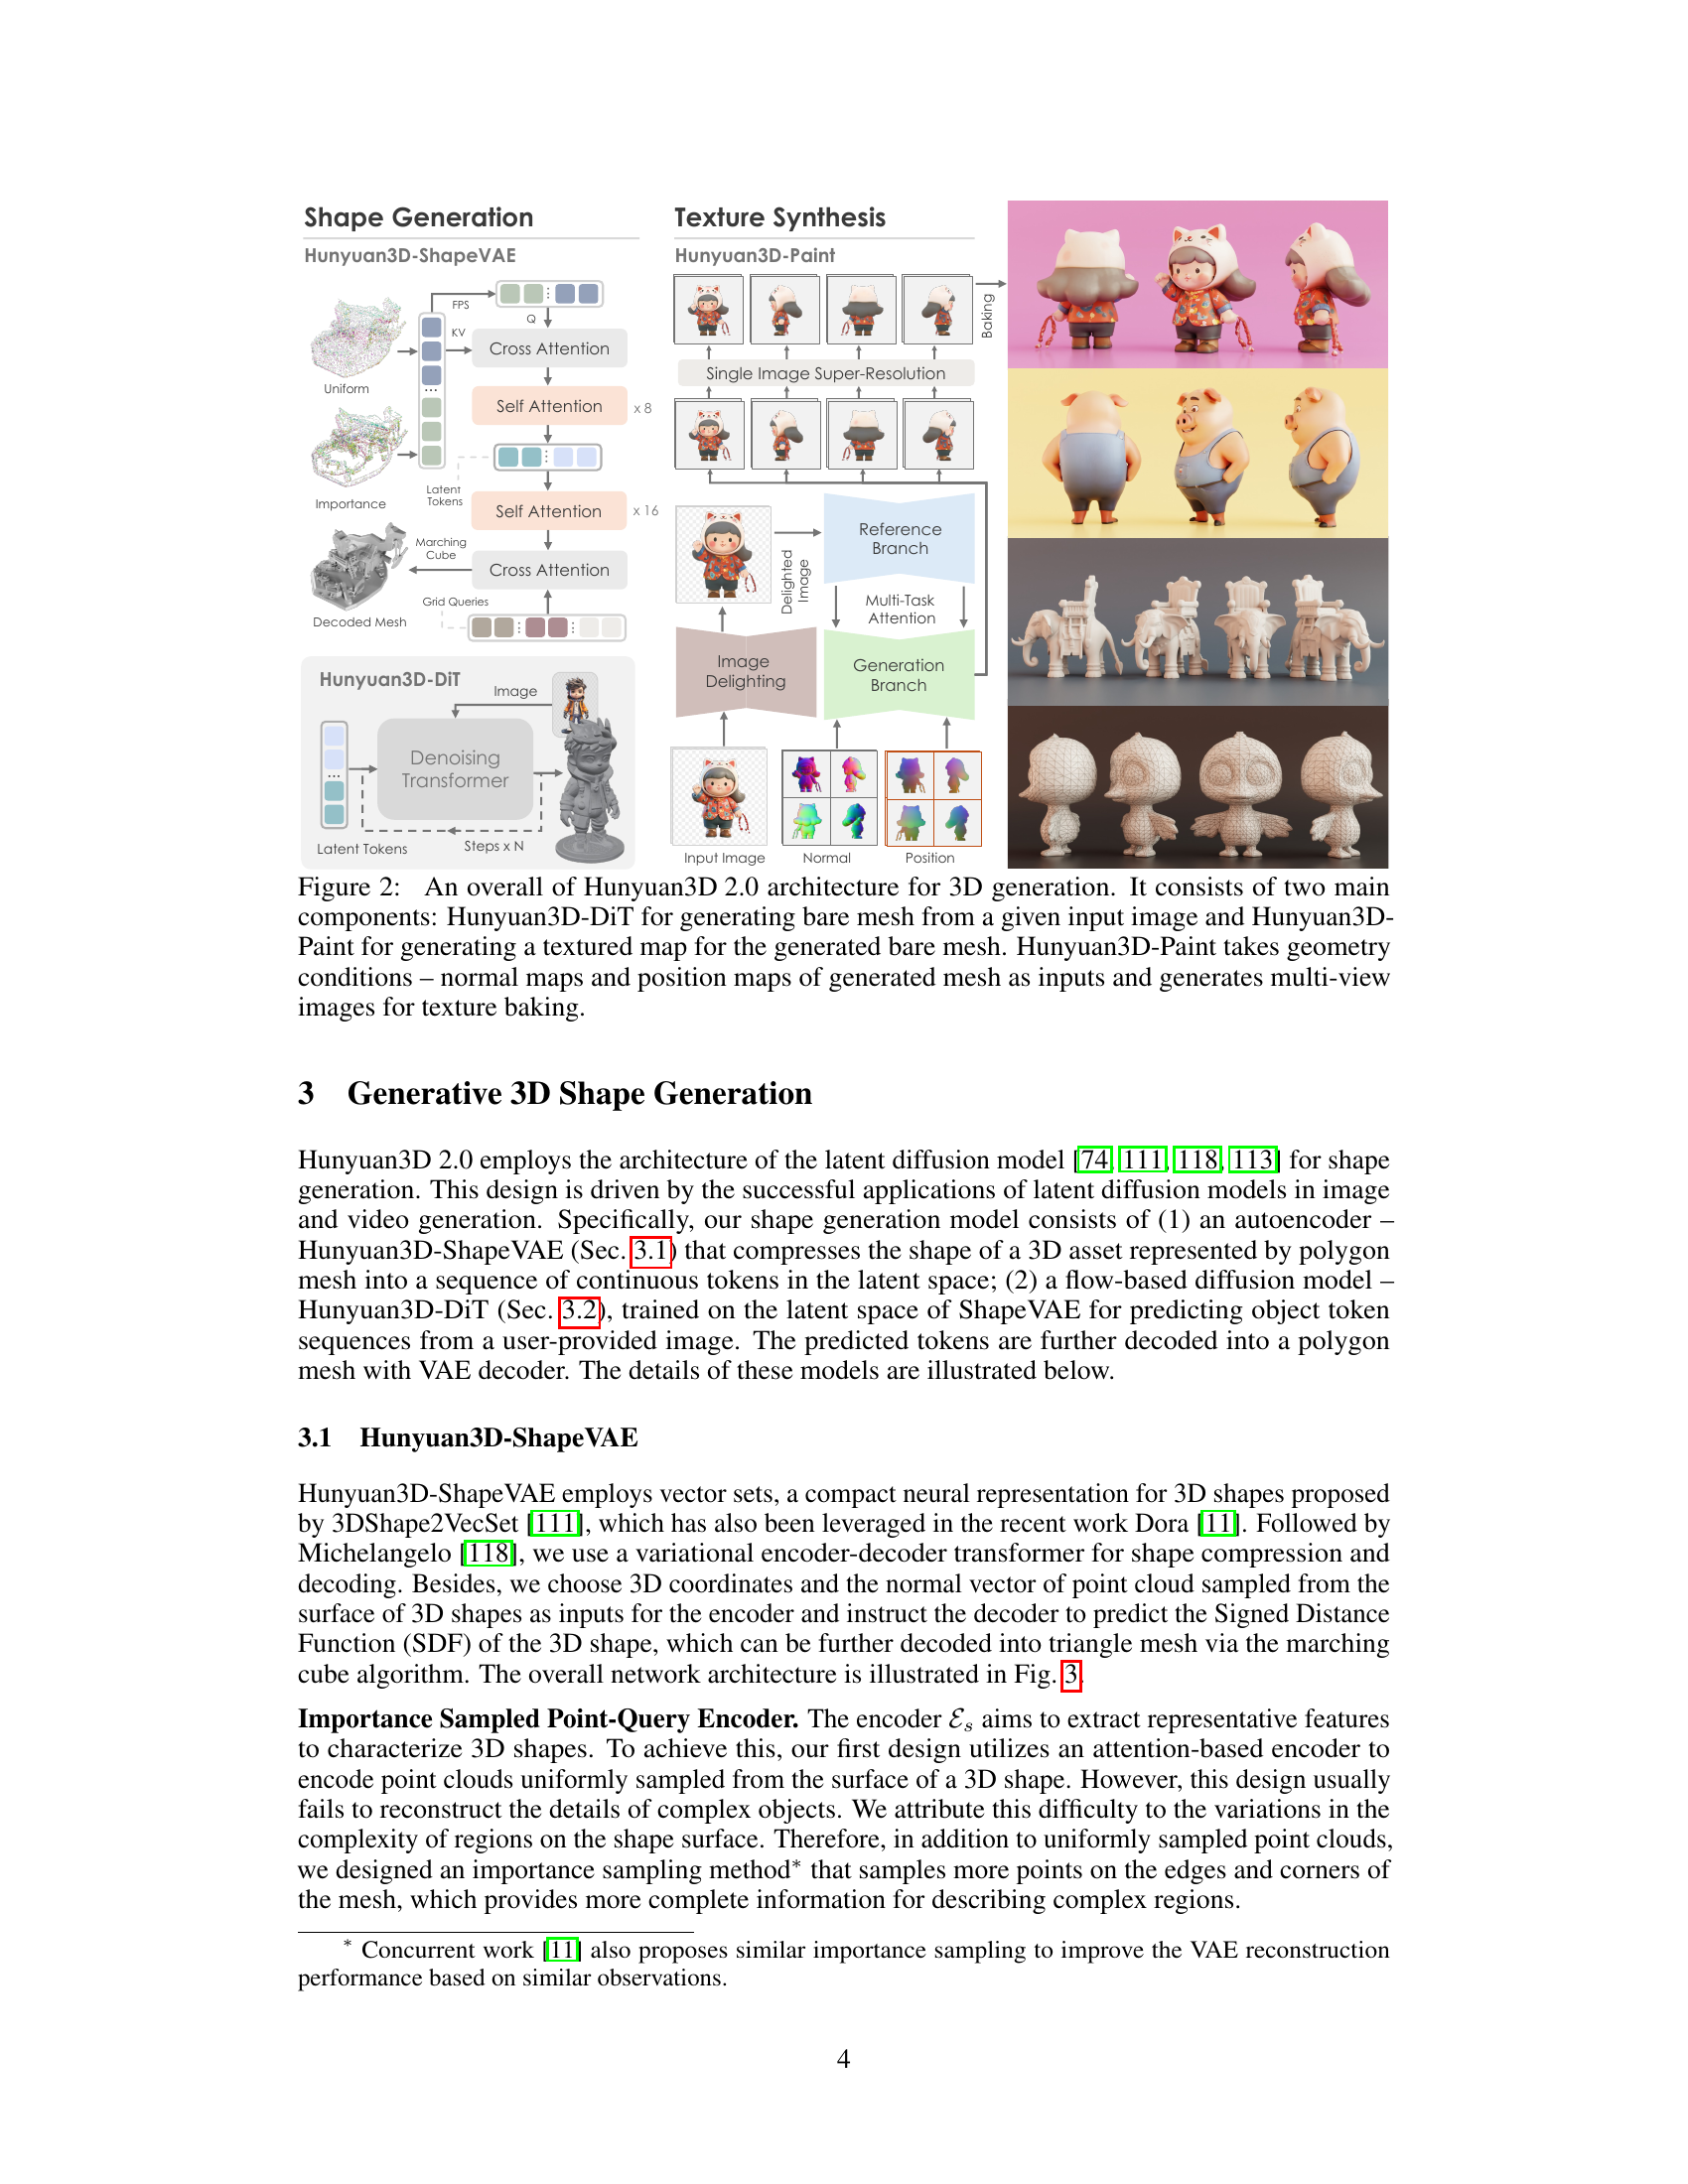 Shape Generation
Hunyuan3D-ShapeVAE
FPS
Q
KV
Cross Attention
Uniform
Self Attention
x 8
Latent
Tokens
Importance
Self Attention
x 16
Marching
Cube
Cross Attention
Grid Queries
Decoded Mesh
Hunyuan3D-DiT
Image
Denoising
Transformer
Latent Tokens
Steps x N
Texture Synthesis
Hunyuan3D-Paint
Baking
Single Image Super-Resolution
Reference
Branch
Delighted
Image
Multi-Task
Attention
Image
Delighting
Generation
Branch
Input Image
Normal
Position
Figure 2: An overall of Hunyuan3D 2.0 architecture for 3D generation. It consists of two main
components: Hunyuan3D-DiT for generating bare mesh from a given input image and Hunyuan3D-
Paint for generating a textured map for the generated bare mesh. Hunyuan3D-Paint takes geometry
conditions – normal maps and position maps of generated mesh as inputs and generates multi-view
images for texture baking.
3 Generative 3D Shape Generation
Hunyuan3D 2.0 employs the architecture of the latent diffusion model [74, 111, 118, 113] for shape
generation. This design is driven by the successful applications of latent diffusion models in image
and video generation. Specifically, our shape generation model consists of (1) an autoencoder –
Hunyuan3D-ShapeVAE (Sec. 3.1) that compresses the shape of a 3D asset represented by polygon
mesh into a sequence of continuous tokens in the latent space; (2) a flow-based diffusion model –
Hunyuan3D-DiT (Sec. 3.2), trained on the latent space of ShapeVAE for predicting object token
sequences from a user-provided image. The predicted tokens are further decoded into a polygon
mesh with VAE decoder. The details of these models are illustrated below.
3.1 Hunyuan3D-ShapeVAE
Hunyuan3D-ShapeVAE employs vector sets, a compact neural representation for 3D shapes proposed
by 3DShape2VecSet [111], which has also been leveraged in the recent work Dora [11]. Followed by
Michelangelo [118], we use a variational encoder-decoder transformer for shape compression and
decoding. Besides, we choose 3D coordinates and the normal vector of point cloud sampled from the
surface of 3D shapes as inputs for the encoder and instruct the decoder to predict the Signed Distance
Function (SDF) of the 3D shape, which can be further decoded into triangle mesh via the marching
cube algorithm. The overall network architecture is illustrated in Fig. 3.
Importance Sampled Point-Query Encoder. The encoder 𝓔ₛ aims to extract representative features
to characterize 3D shapes. To achieve this, our first design utilizes an attention-based encoder to
encode point clouds uniformly sampled from the surface of a 3D shape. However, this design usually
fails to reconstruct the details of complex objects. We attribute this difficulty to the variations in the
complexity of regions on the shape surface. Therefore, in addition to uniformly sampled point clouds,
we designed an importance sampling method* that samples more points on the edges and corners of
the mesh, which provides more complete information for describing complex regions.
* Concurrent work [11] also proposes similar importance sampling to improve the VAE reconstruction
performance based on similar observations.
4